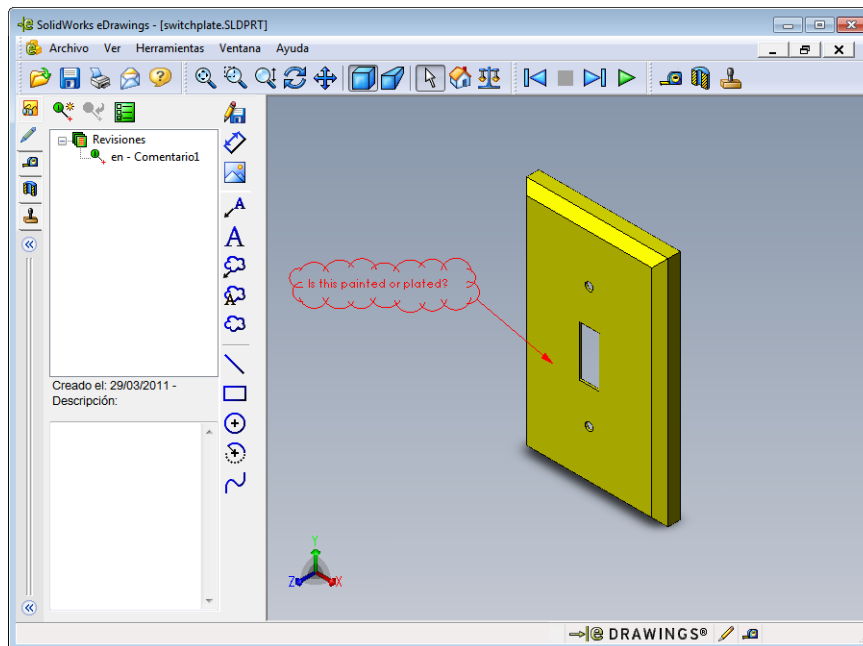 SolidWorks eDrawings - [switchplate.SLDPRT]
Archivo Ver Herramientas Ventana Ayuda
Revisiones
en - Comentario1
Creado el: 29/03/2011 -
Descripción:
A
A
A
Is this painted or plated?
Y
Z X
e DRAWINGS®